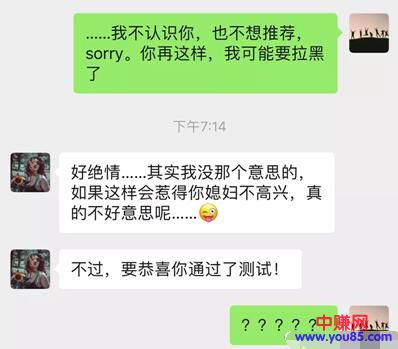 ……我不认识你，也不想推荐，
sorry。你再这样，我可能要拉黑
了
下午7:14
好绝情……其实我没那个意思的，
如果这样会惹得你媳妇不高兴，真
的不好意思呢……😜
不过，要恭喜你通过了测试！
？？？？？
中赚网
www.you85.com